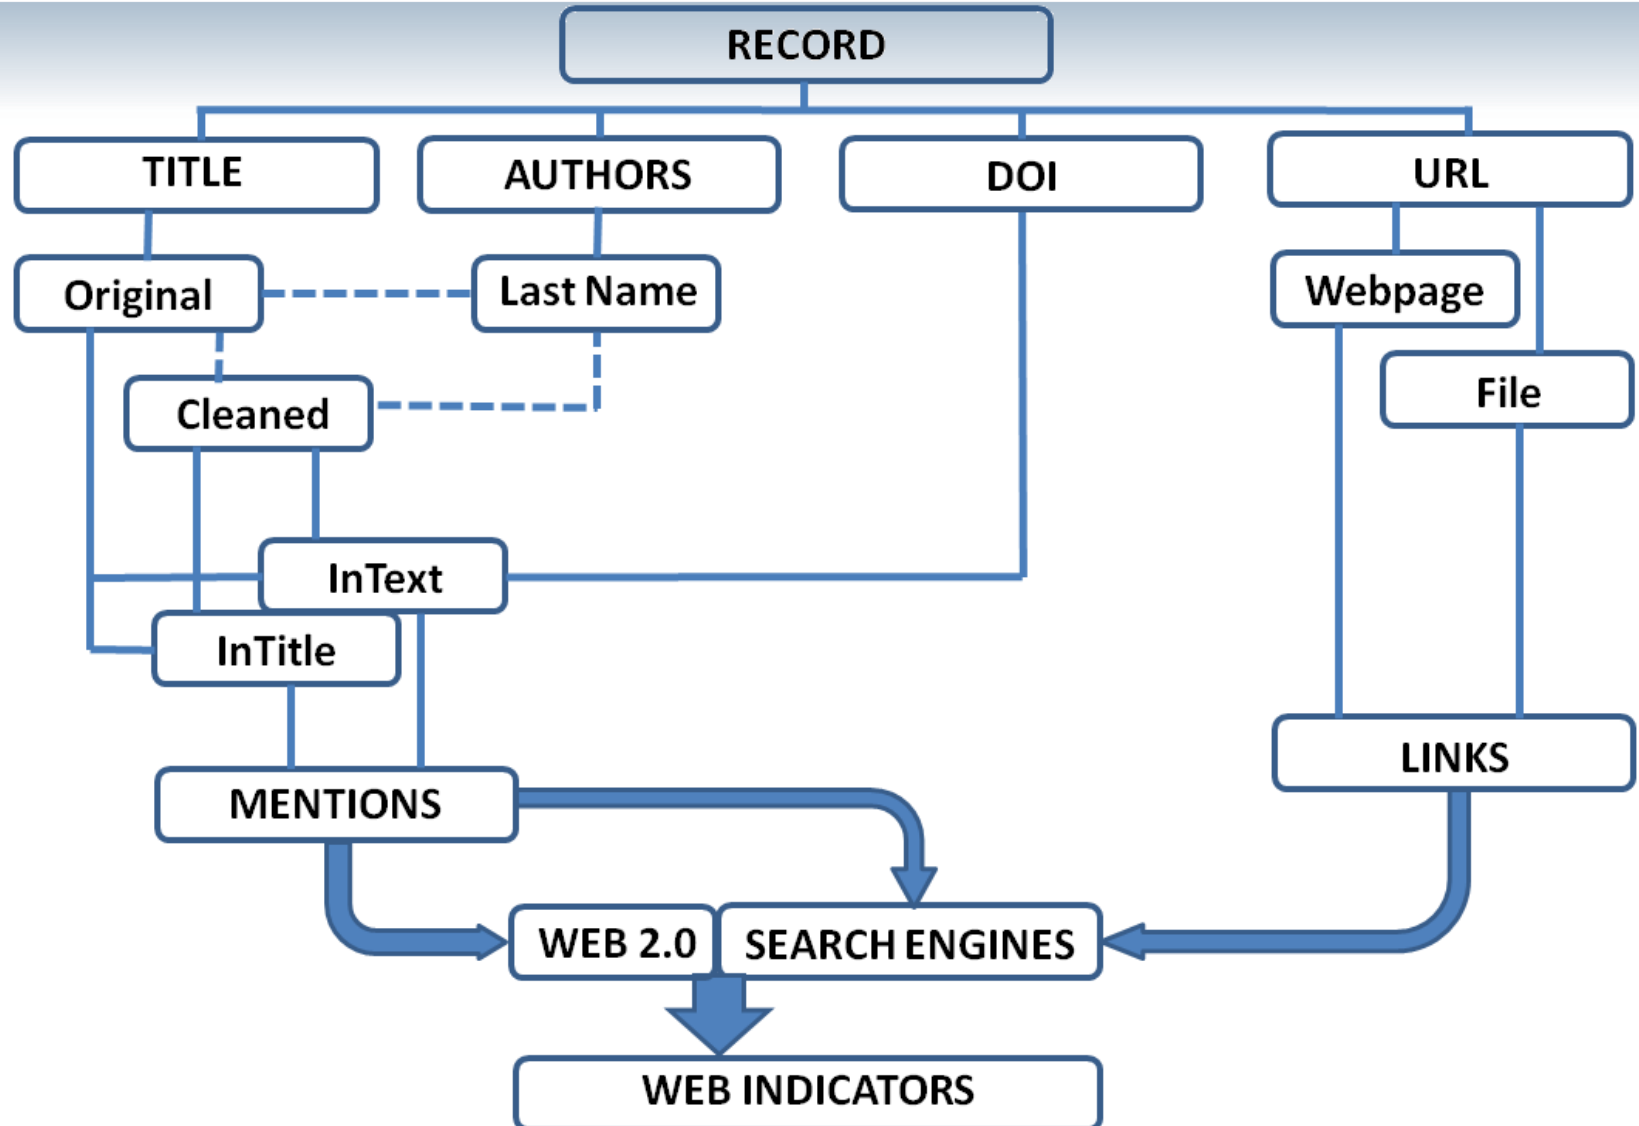 RECORD
TITLE
AUTHORS
DOI
URL
Original
Last Name
Webpage
File
Cleaned
InText
InTitle
LINKS
MENTIONS
WEB 2.0
SEARCH ENGINES
WEB INDICATORS